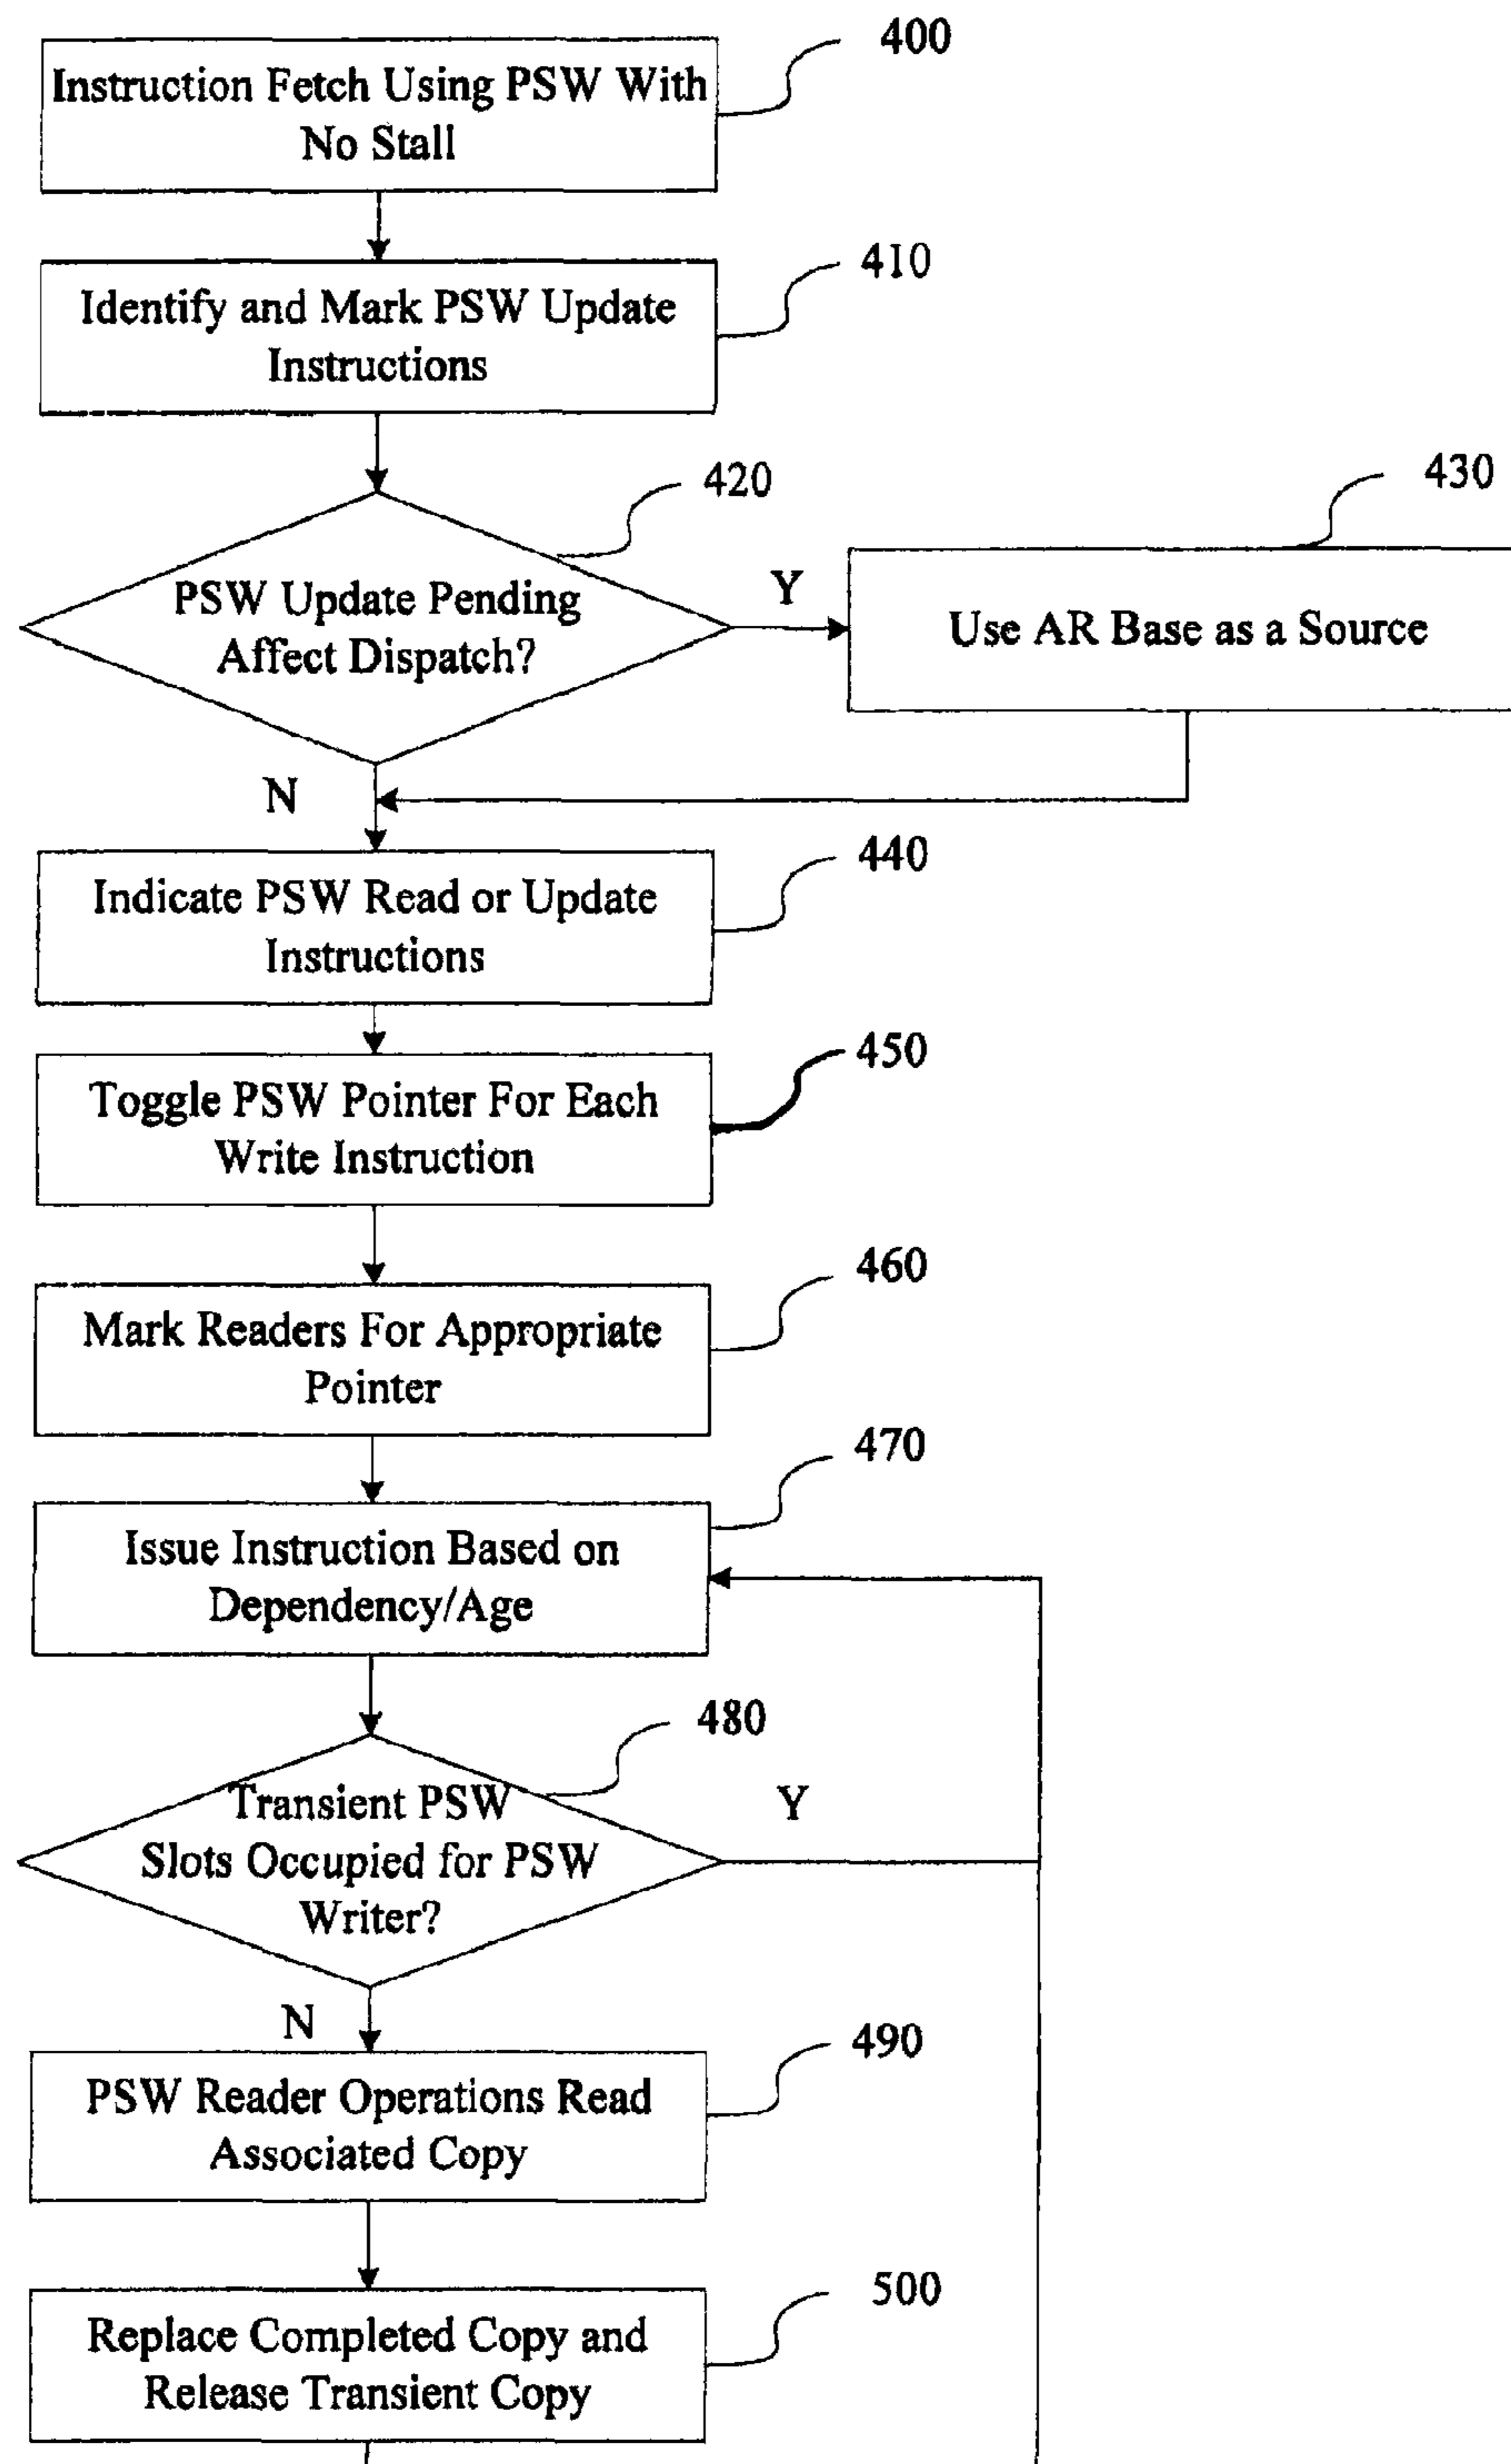 400
Instruction Fetch Using PSW With
No Stall
410
Identify and Mark PSW Update
Instructions
420
430
PSW Update Pending
Affect Dispatch?
Y
Use AR Base as a Source
N
440
Indicate PSW Read or Update
Instructions
450
Toggle PSW Pointer For Each
Write Instruction
460
Mark Readers For Appropriate
Pointer
470
Issue Instruction Based on
Dependency/Age
480
Transient PSW
Slots Occupied for PSW
Writer?
Y
N
490
PSW Reader Operations Read
Associated Copy
500
Replace Completed Copy and
Release Transient Copy